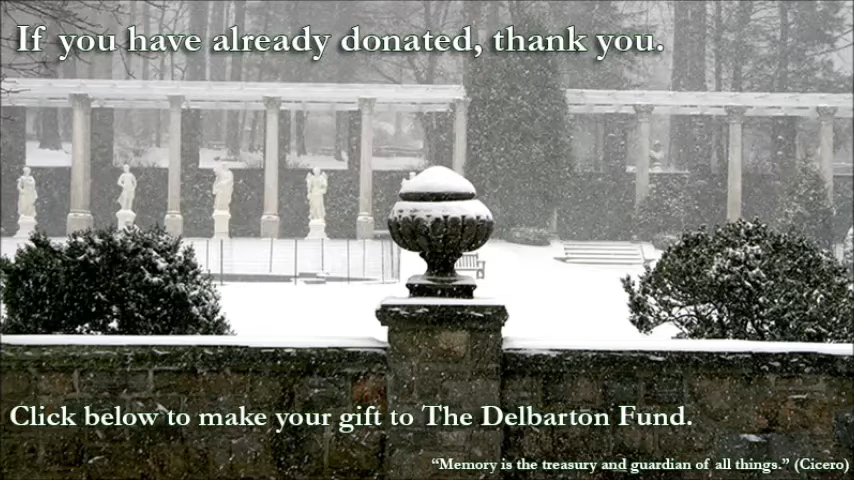 If you have already donated, thank you.
Click below to make your gift to The Delbarton Fund.
“Memory is the treasury and guardian of all things.” (Cicero)